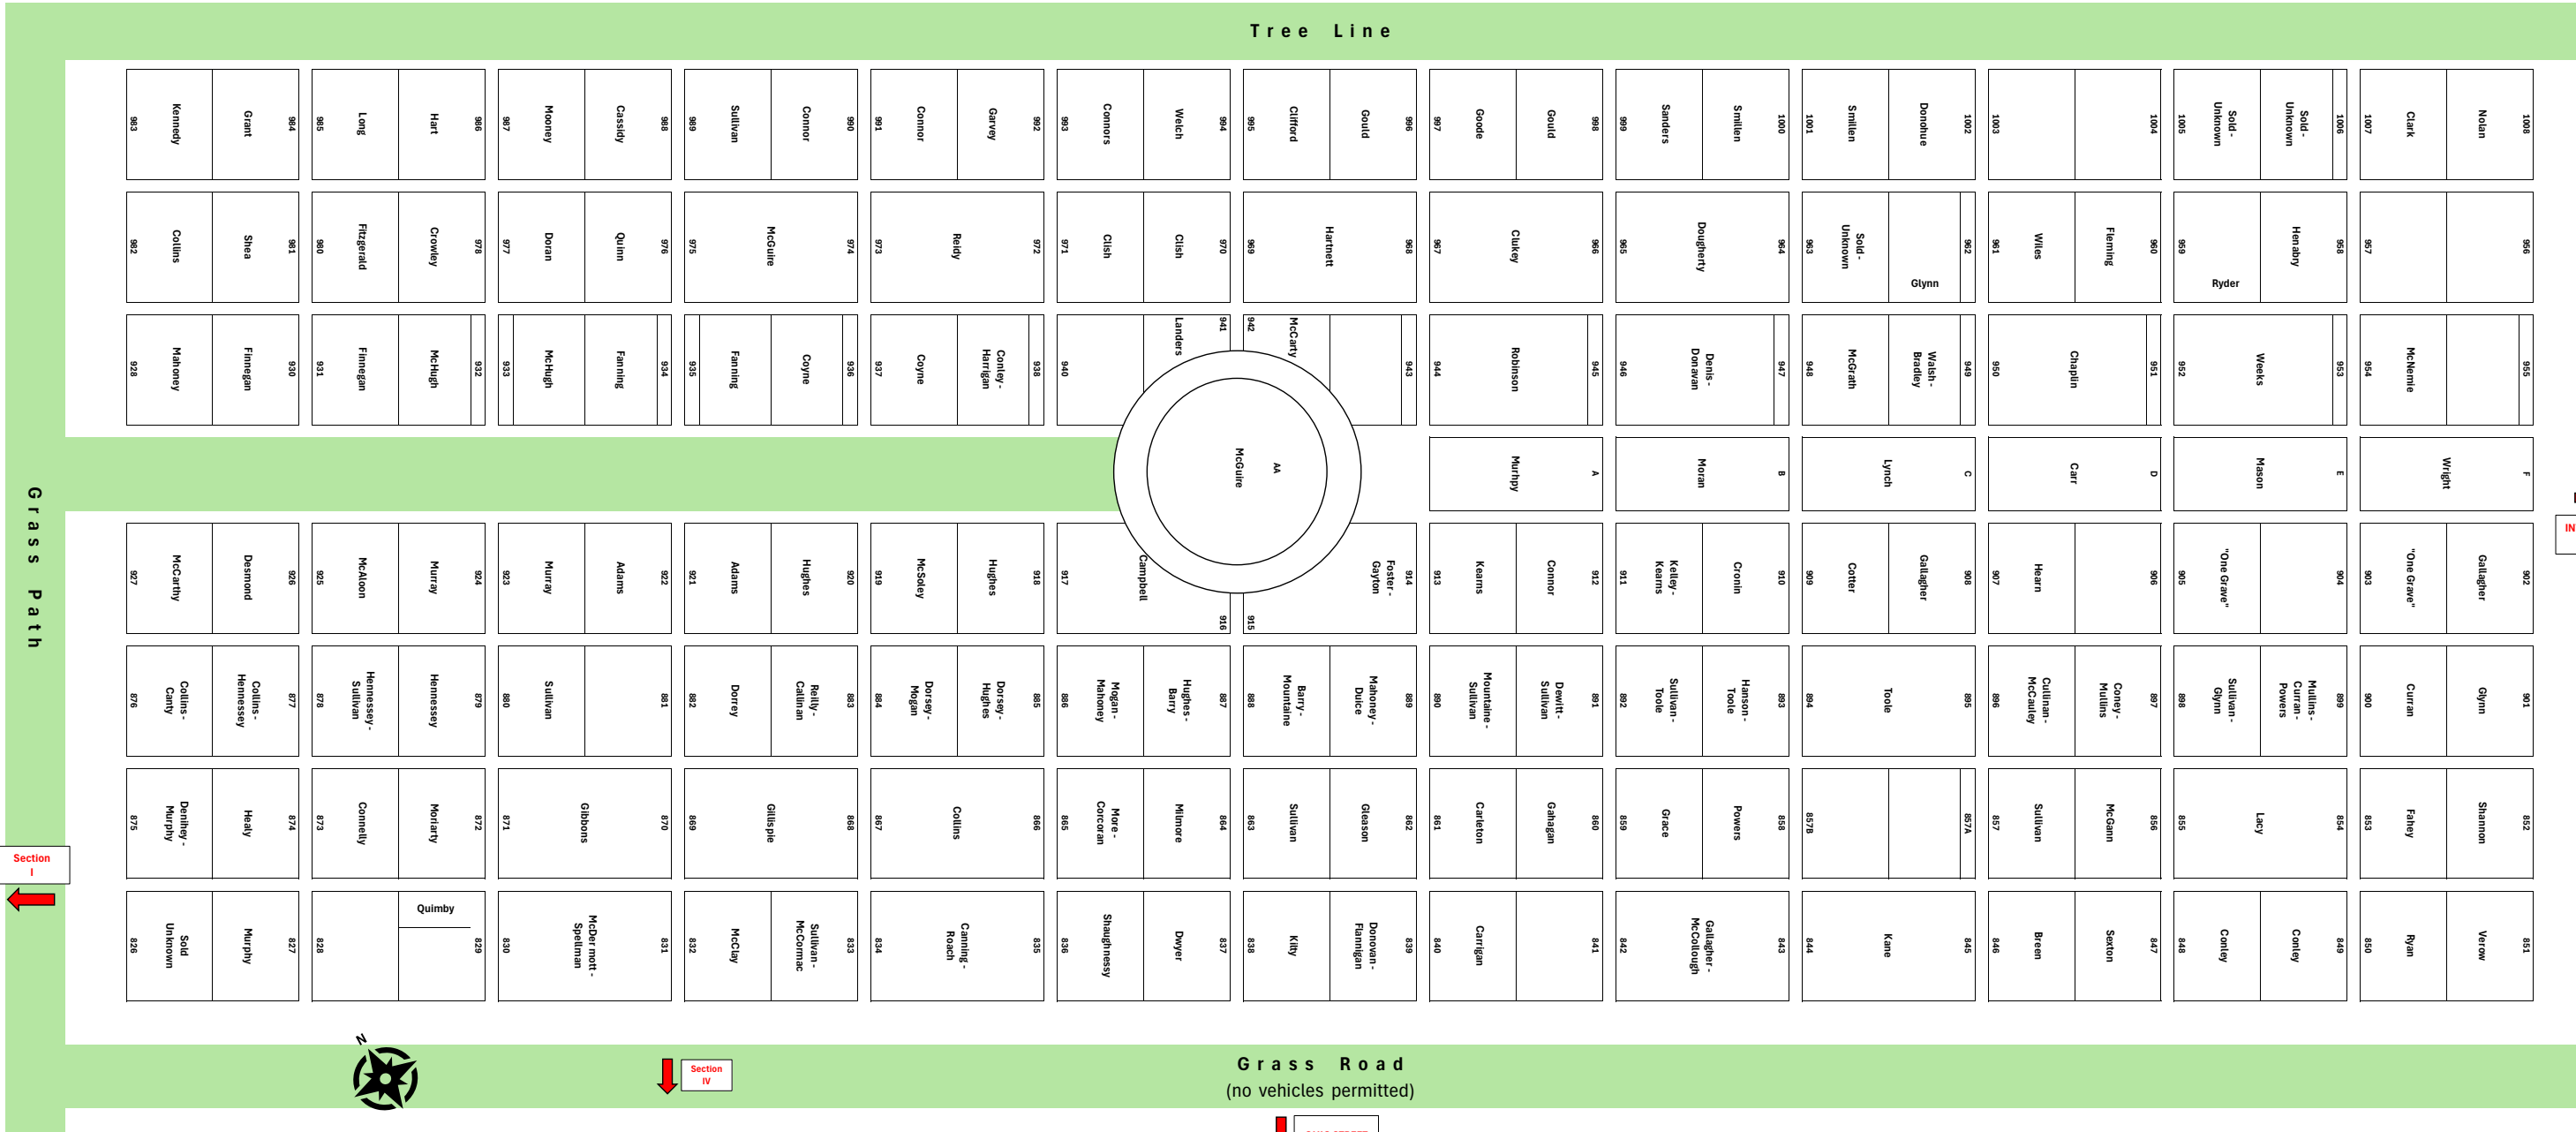 Tree Line
983 Kennedy Grant 984
985 Long Hart 986
987 Mooney Cassidy 988
989 Sullivan Connor 990
991 Connor Garvey 992
993 Connors Welch 994
995 Clifford Gould 996
997 Goode Gould 998
999 Sanders Smillen 1000
1001 Smillen Donohue 1002
1003 1004
1005 Sold - Unknown Sold - Unknown 1006
1007 Clark Nolan 1008
982 Collins Shea 981
980 Fitzgerald Crowley 978
977 Doran Quinn 976
975 McGuire 974
973 Reidy 972
971 Clish Clish 970
969 Hartnett 968
967 Clukey 966
965 Dougherty 964
963 Sold - Unknown Glynn 962
961 Wiles Fleming 960
959 Ryder Henabry 958
957 956
928 Mahoney Finnegan 930
931 Finnegan McHugh 932
933 McHugh Fanning 934
935 Fanning Coyne 936
937 Coyne Conley - Harrigan 938
940 Landers 941
942 McCarty 943
944 Robinson 945
946 Denis - Donavan 947
948 McGrath Walsh - Bradley 949
950 Chaplin 951
952 Weeks 953
954 McNemie 955
McGuire AA
Murhpy A
Moran B
Lynch C
Carr D
Mason E
Wright F
Grass Path
IN
927 McCarthy Desmond 926
925 McAloon Murray 924
923 Murray Adams 922
921 Adams Hughes 920
919 McSoley Hughes 918
917 Campbell 916
915 Foster - Gayton 914
913 Kearns Connor 912
911 Kelley - Kearns Cronin 910
909 Cotter Gallagher 908
907 Hearn 906
905 "One Grave" 904
903 "One Grave" Gallagher 902
876 Collins - Canty Collins - Hennessey 877
878 Hennessey - Sullivan Hennessey 879
880 Sullivan 881
882 Dorrey Reilly - Callinan 883
884 Dorsey - Mogan Dorsey - Hughes 885
886 Mogan - Mahoney Hughes - Barry 887
888 Barry - Mountaine Mahoney - Duice 889
890 Mountaine - Sullivan Dewitt - Sullivan 891
892 Sullivan - Toole Hanson - Toole 893
894 Toole 895
896 Cullinan - McCauley Coney - Mullins 897
898 Sullivan - Glynn Mullins - Curran - Powers 899
900 Curran Glynn 901
875 Denihey - Murphy Healy 874
873 Connelly Moriarty 872
871 Gibbons 870
869 Gillispie 868
867 Collins 866
865 More - Corcoran Milmore 864
863 Sullivan Gleason 862
861 Carleton Gahagan 860
859 Grace Powers 858
857B 857A
857 Sullivan McGann 856
855 Lacy 854
853 Fahey Shannon 852
Section
I
826 Sold Unknown Murphy 827
828 Quimby 829
830 McDermott - Spellman 831
832 McClay Sullivan - McCormac 833
834 Canning - Roach 835
836 Shaughnessy Dwyer 837
838 Kilty Donovan - Flannigan 839
840 Carrigan 841
842 Gallagher - McCollough 843
844 Kane 845
846 Breen Sexton 847
848 Conley Conley 849
850 Ryan Verow 851
N
Section
IV
Grass Road
(no vehicles permitted)